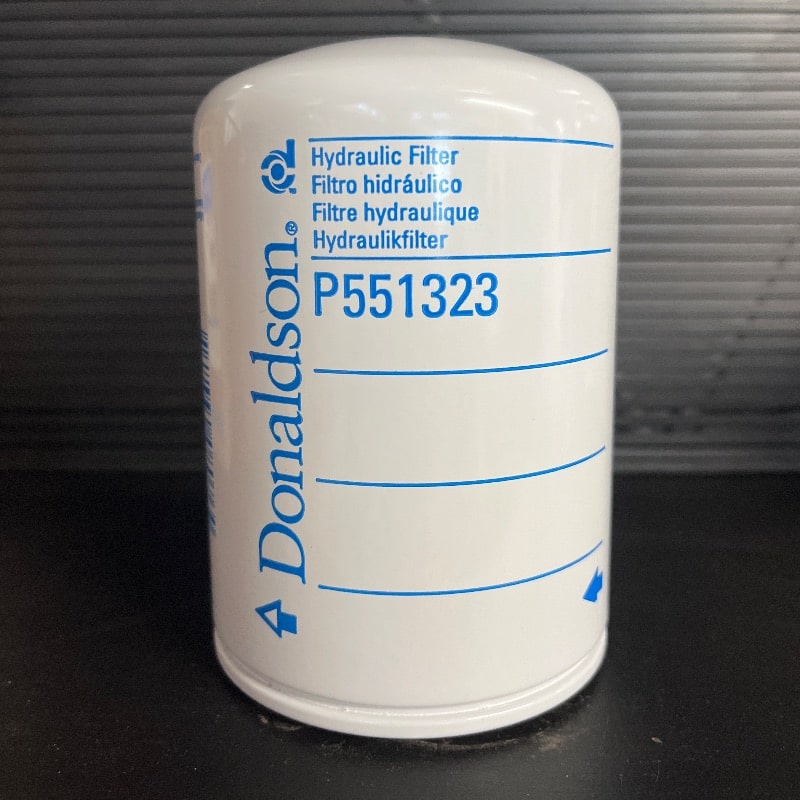 Hydraulic Filter
Filtro hidráulico
Filtre hydraulique
Hydraulikfilter
P551323
Donaldson®